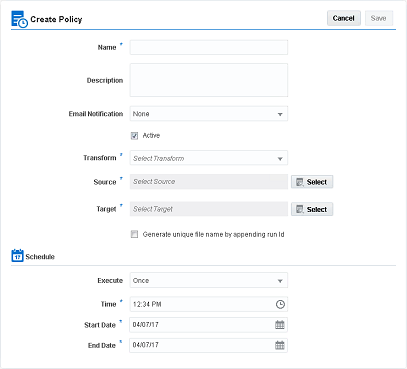 Create Policy
Cancel
Save
Name *
Description
Email Notification
None
Active
Transform *
Select Transform
Source *
Select Source
Select
Target *
Select Target
Select
Generate unique file name by appending run Id
17 Schedule
Execute
Once
Time *
12:34 PM
Start Date *
04/07/17
End Date *
04/07/17